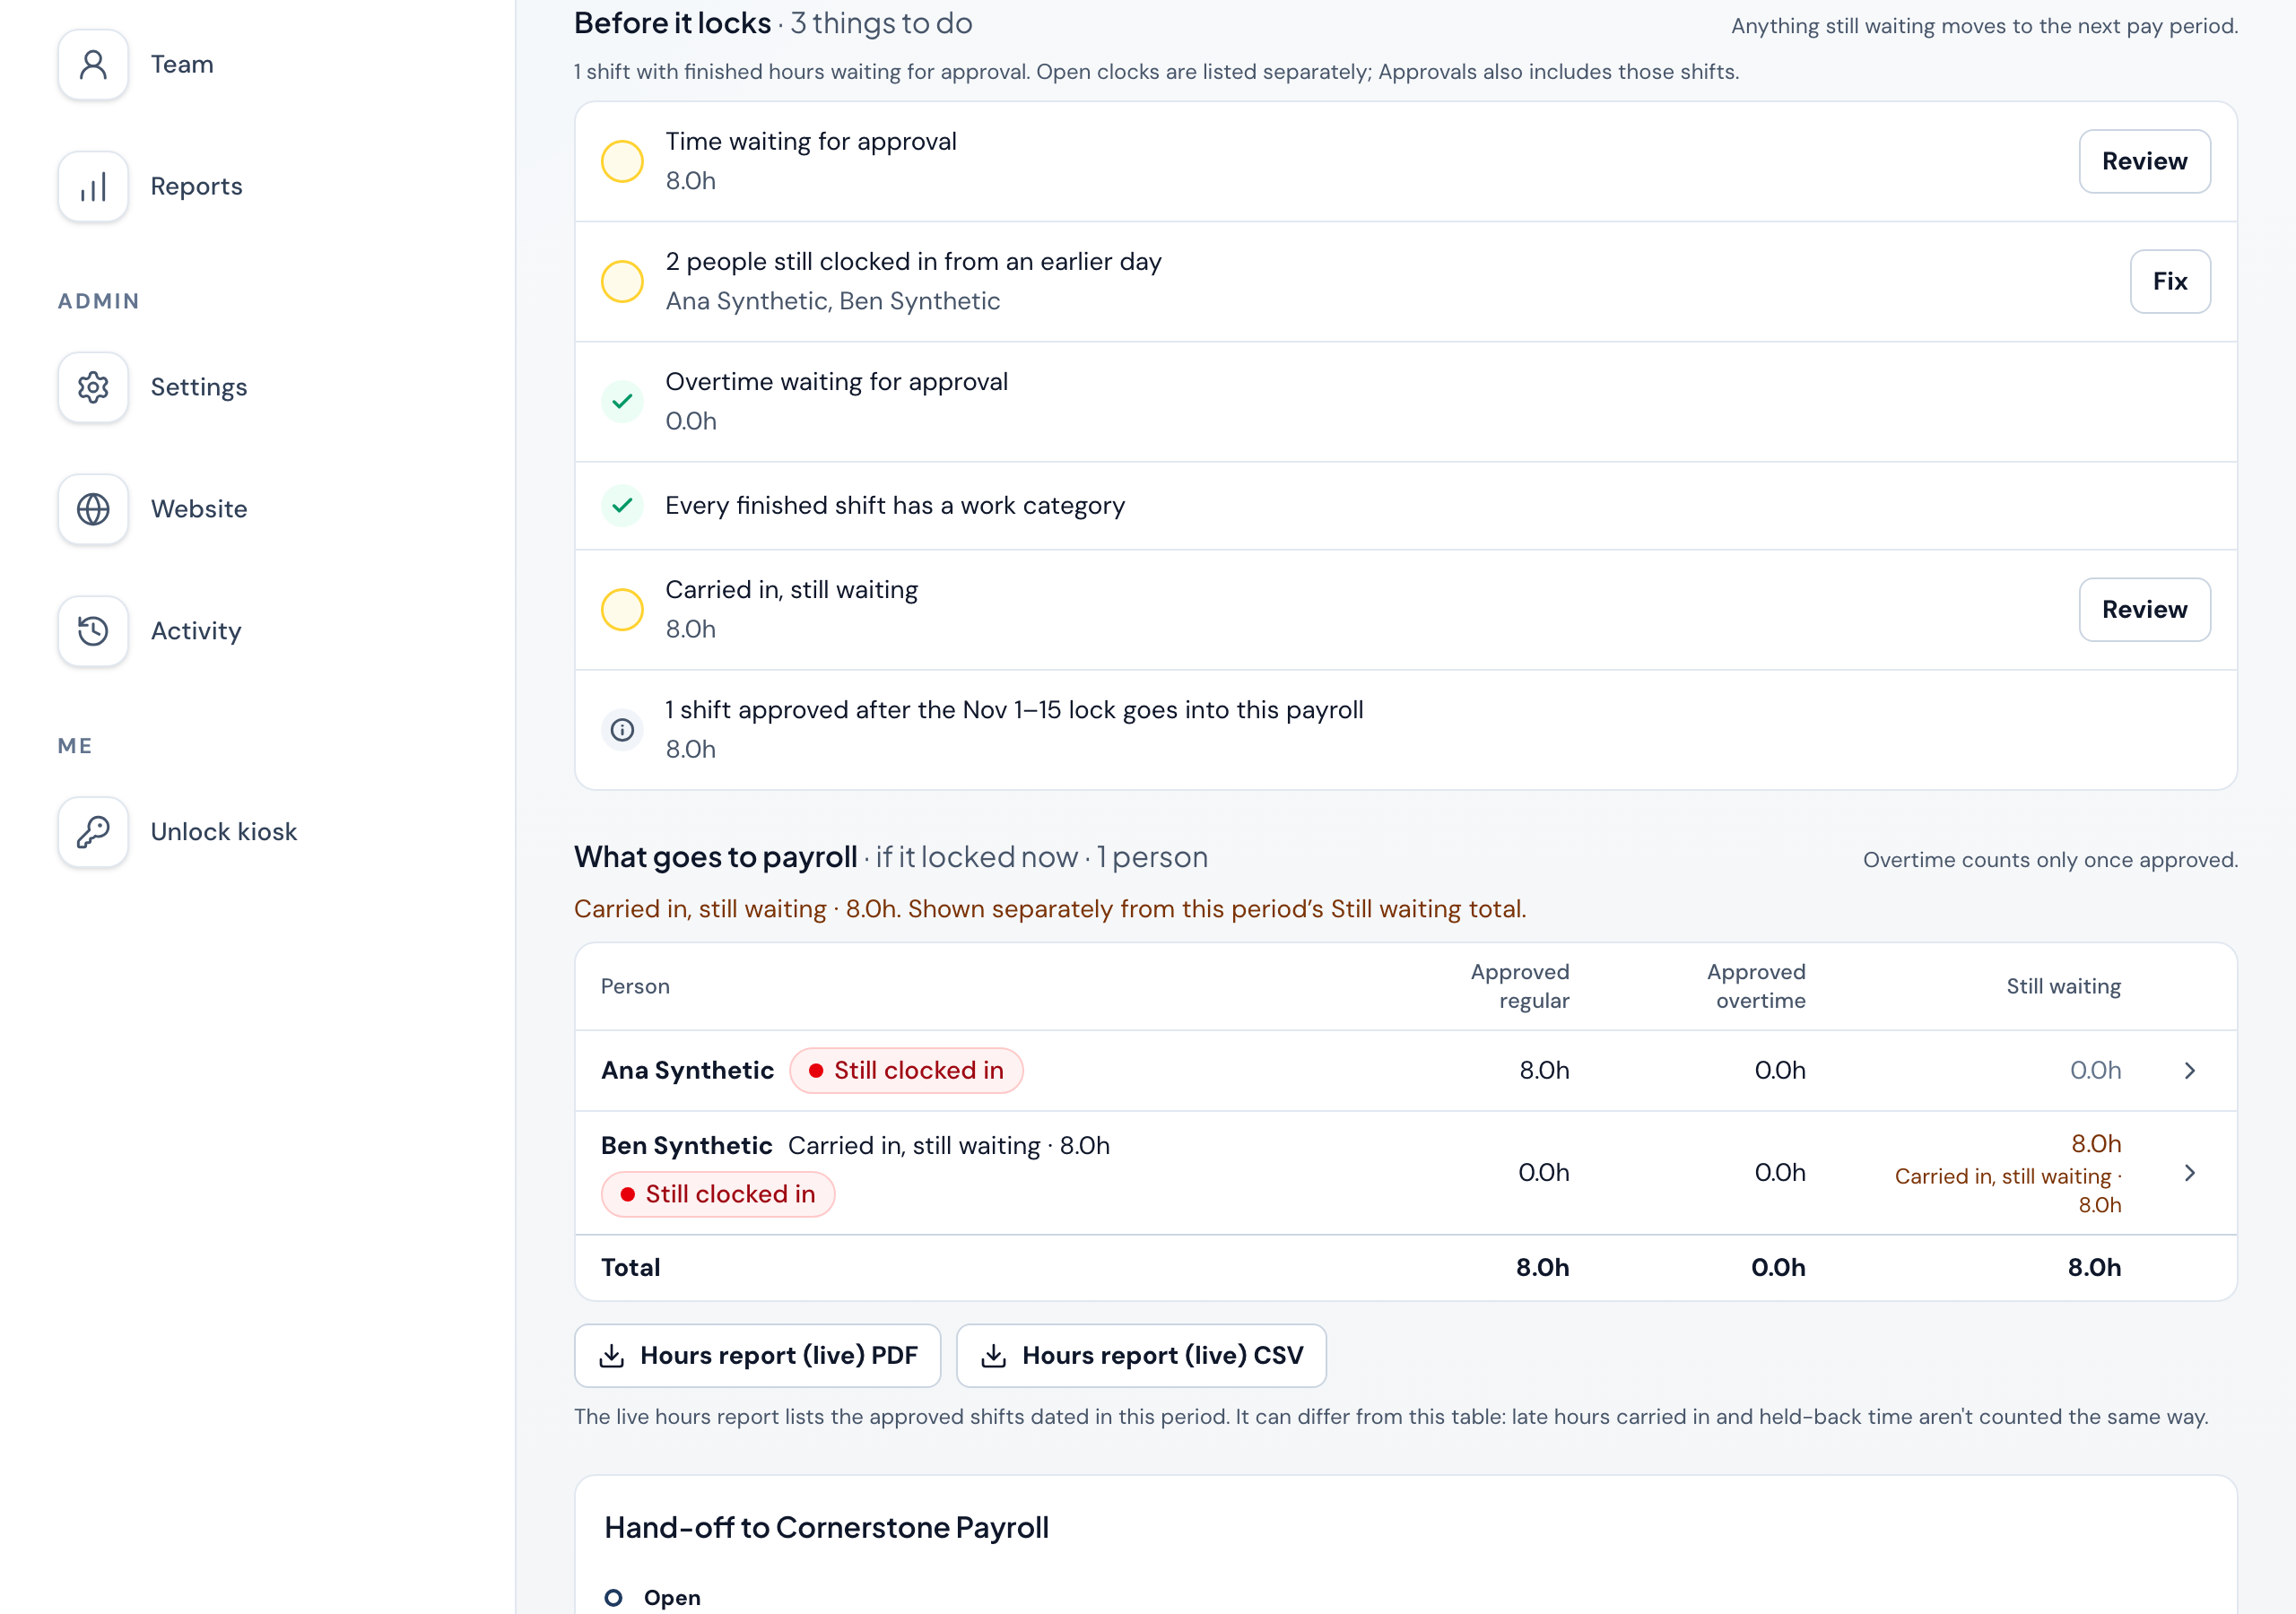 Team
Reports
ADMIN
Settings
Website
Activity
ME
Unlock kiosk
Before it locks · 3 things to do
Anything still waiting moves to the next pay period.
1 shift with finished hours waiting for approval. Open clocks are listed separately; Approvals also includes those shifts.
Time waiting for approval
8.0h
Review
2 people still clocked in from an earlier day
Ana Synthetic, Ben Synthetic
Fix
Overtime waiting for approval
0.0h
Every finished shift has a work category
Carried in, still waiting
8.0h
Review
1 shift approved after the Nov 1–15 lock goes into this payroll
8.0h
What goes to payroll · if it locked now · 1 person
Overtime counts only once approved.
Carried in, still waiting · 8.0h. Shown separately from this period’s Still waiting total.
Person
Approved
regular
Approved
overtime
Still waiting
Ana Synthetic
Still clocked in
8.0h
0.0h
0.0h
Ben Synthetic
Carried in, still waiting · 8.0h
Still clocked in
0.0h
0.0h
8.0h
Carried in, still waiting ·
8.0h
Total
8.0h
0.0h
8.0h
Hours report (live) PDF
Hours report (live) CSV
The live hours report lists the approved shifts dated in this period. It can differ from this table: late hours carried in and held-back time aren't counted the same way.
Hand-off to Cornerstone Payroll
Open